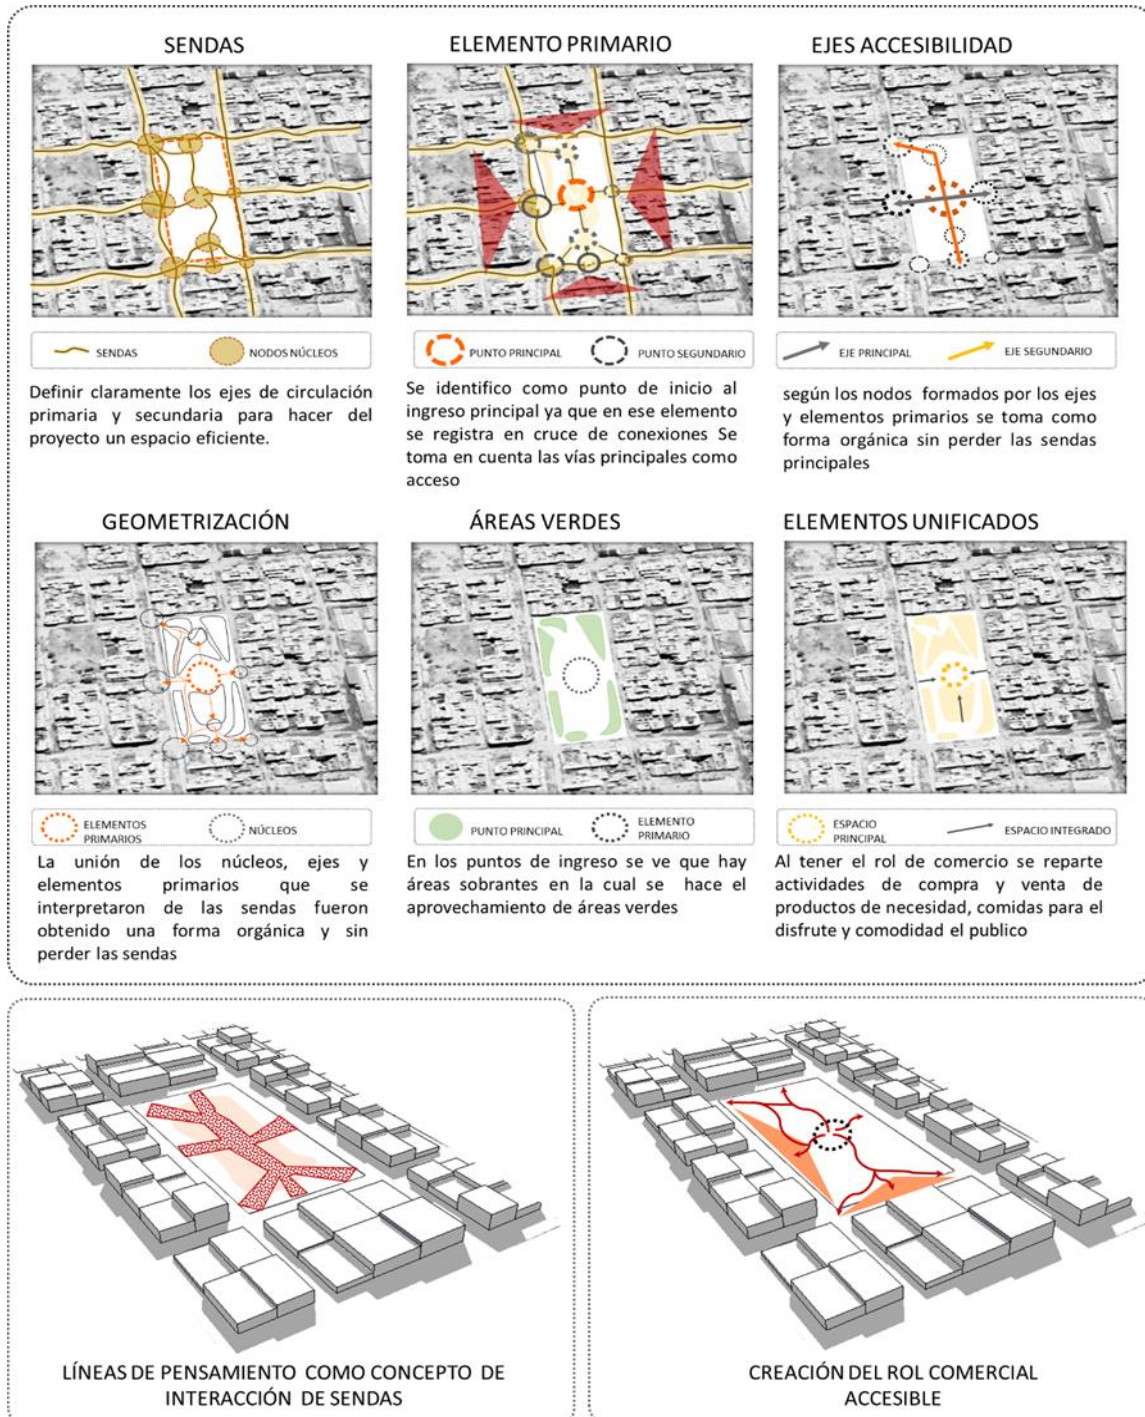 SENDAS
SENDAS
NODOS NÚCLEOS
Definir claramente los ejes de circulación
primaria y secundaria para hacer del
proyecto un espacio eficiente.
ELEMENTO PRIMARIO
PUNTO PRINCIPAL
PUNTO SEGUNDARIO
Se identifico como punto de inicio al
ingreso principal ya que en ese elemento
se registra en cruce de conexiones Se
toma en cuenta las vías principales como
acceso
EJES ACCESIBILIDAD
EJE PRINCIPAL
EJE SEGUNDARIO
según los nodos formados por los ejes
y elementos primarios se toma como
forma orgánica sin perder las sendas
principales
GEOMETRIZACIÓN
ELEMENTOS
PRIMARIOS
NÚCLEOS
La unión de los núcleos, ejes y
elementos primarios que se
interpretaron de las sendas fueron
obtenido una forma orgánica y sin
perder las sendas
ÁREAS VERDES
PUNTO PRINCIPAL
ELEMENTO
PRIMARIO
En los puntos de ingreso se ve que hay
áreas sobrantes en la cual se hace el
aprovechamiento de áreas verdes
ELEMENTOS UNIFICADOS
ESPACIO
PRINCIPAL
ESPACIO INTEGRADO
Al tener el rol de comercio se reparte
actividades de compra y venta de
productos de necesidad, comidas para el
disfrute y comodidad el publico
LÍNEAS DE PENSAMIENTO COMO CONCEPTO DE
INTERACCIÓN DE SENDAS
CREACIÓN DEL ROL COMERCIAL
ACCESIBLE